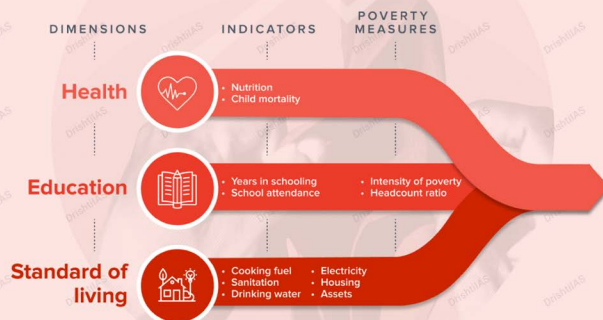 DIMENSIONS
INDICATORS
POVERTY
MEASURES
Health
• Nutrition
• Child mortality
Education
• Years in schooling
• School attendance
• Intensity of poverty
• Headcount ratio
Standard of
living
• Cooking fuel
• Sanitation
• Drinking water
• Electricity
• Housing
• Assets
DrishtiIAS